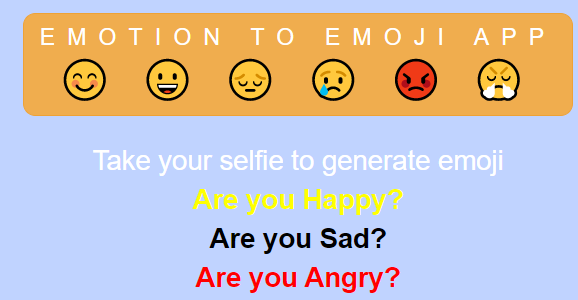 EMOTION TO EMOJI APP
Take your selfie to generate emoji
Are you Happy?
Are you Sad?
Are you Angry?